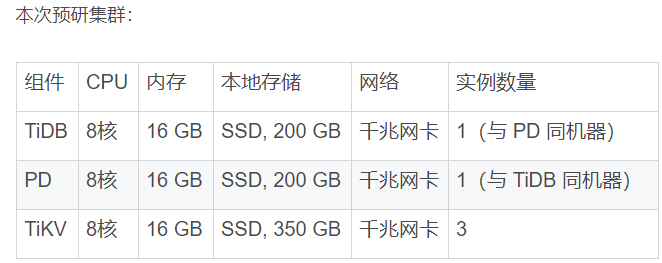 本次预研集群：
组件 CPU 内存 本地存储 网络 实例数量
TiDB 8核 16 GB SSD, 200 GB 千兆网卡 1（与 PD 同机器）
PD 8核 16 GB SSD, 200 GB 千兆网卡 1（与 TiDB 同机器）
TiKV 8核 16 GB SSD, 350 GB 千兆网卡 3